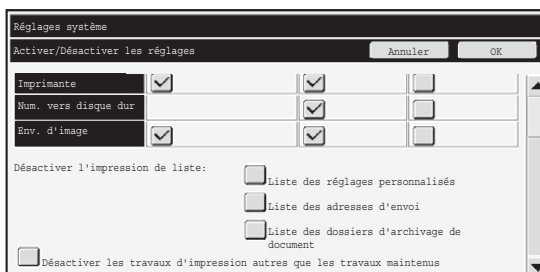 Réglages système
Activer/Désactiver les réglages
Annuler
OK
Imprimante
Num. vers disque dur
Env. d'image
Désactiver l'impression de liste:
Liste des réglages personnalisés
Liste des adresses d'envoi
Liste des dossiers d'archivage de
document
Désactiver les travaux d'impression autres que les travaux maintenus